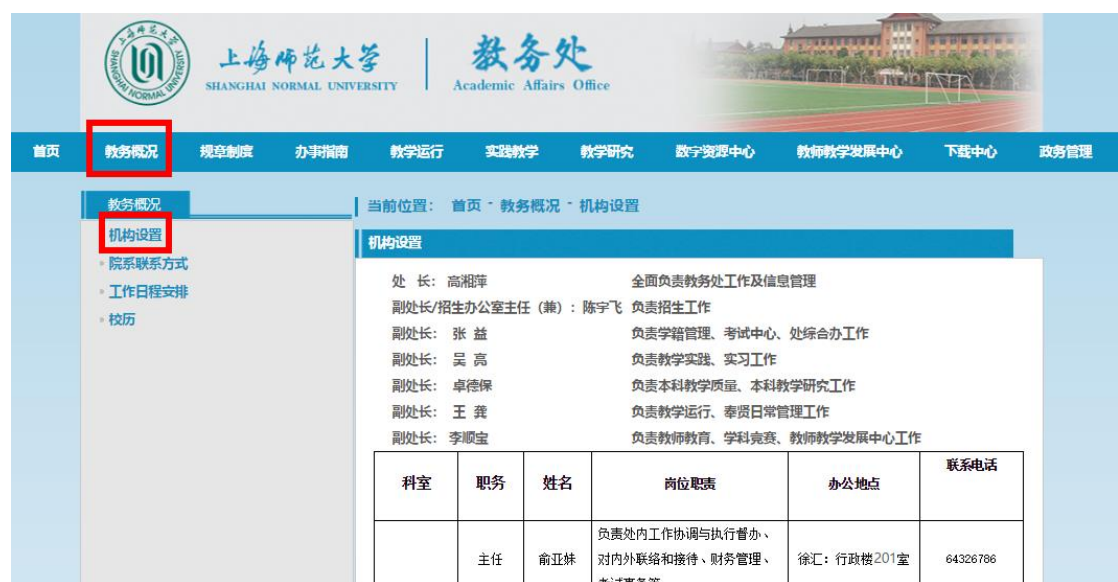 上海师范大学
SHANGHAI NORMAL UNIVERSITY
教务处
Academic Affairs Office
SHANGHAI NORMAL UNIVERSITY
首页 教务概况 规章制度 办事指南 教学运行 实践教学 教学研究 数字资源中心 教师教学发展中心 下载中心 政务管理
教务概况
机构设置
院系联系方式
工作日程安排
校历
当前位置: 首页 - 教务概况 - 机构设置
机构设置
处 长: 高湘萍 全面负责教务处工作及信息管理
副处长/招生办公室主任（兼）: 陈宇飞 负责招生工作
副处长: 张 益 负责学籍管理、考试中心、处综合办工作
副处长: 吴 亮 负责教学实践、实习工作
副处长: 卓德保 负责本科教学质量、本科教学研究工作
副处长: 王 龚 负责教学运行、奉贤日常管理工作
副处长: 李顺宝 负责教师教育、学科竞赛、教师教学发展中心工作
科室 职务 姓名 岗位职责 办公地点 联系电话
负责处内工作协调与执行督办、
主任 俞亚妹 对内外联络和接待、财务管理、 徐汇: 行政楼201室 64326786